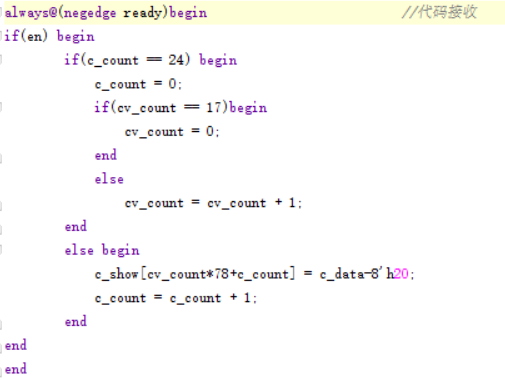 always@(negedge ready)begin //代码接收
if(en) begin
if(c_count == 24) begin
c_count = 0;
if(cv_count == 17)begin
cv_count = 0;
end
else
cv_count = cv_count + 1;
end
else begin
c_show[cv_count*78+c_count] = c_data-8'h20;
c_count = c_count + 1;
end
end
end